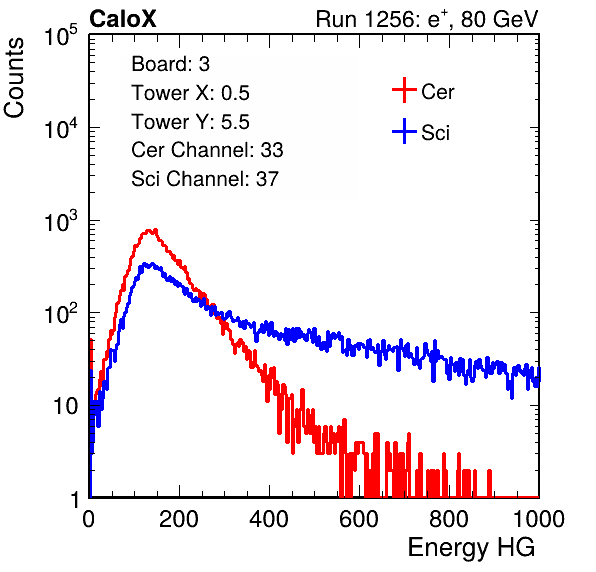 CaloX Run 1256: e⁺, 80 GeV
Counts
10⁵
10⁴
10³
10²
10
1
Board: 3
Tower X: 0.5
Tower Y: 5.5
Cer Channel: 33
Sci Channel: 37
Cer
Sci
0 200 400 600 800 1000
Energy HG